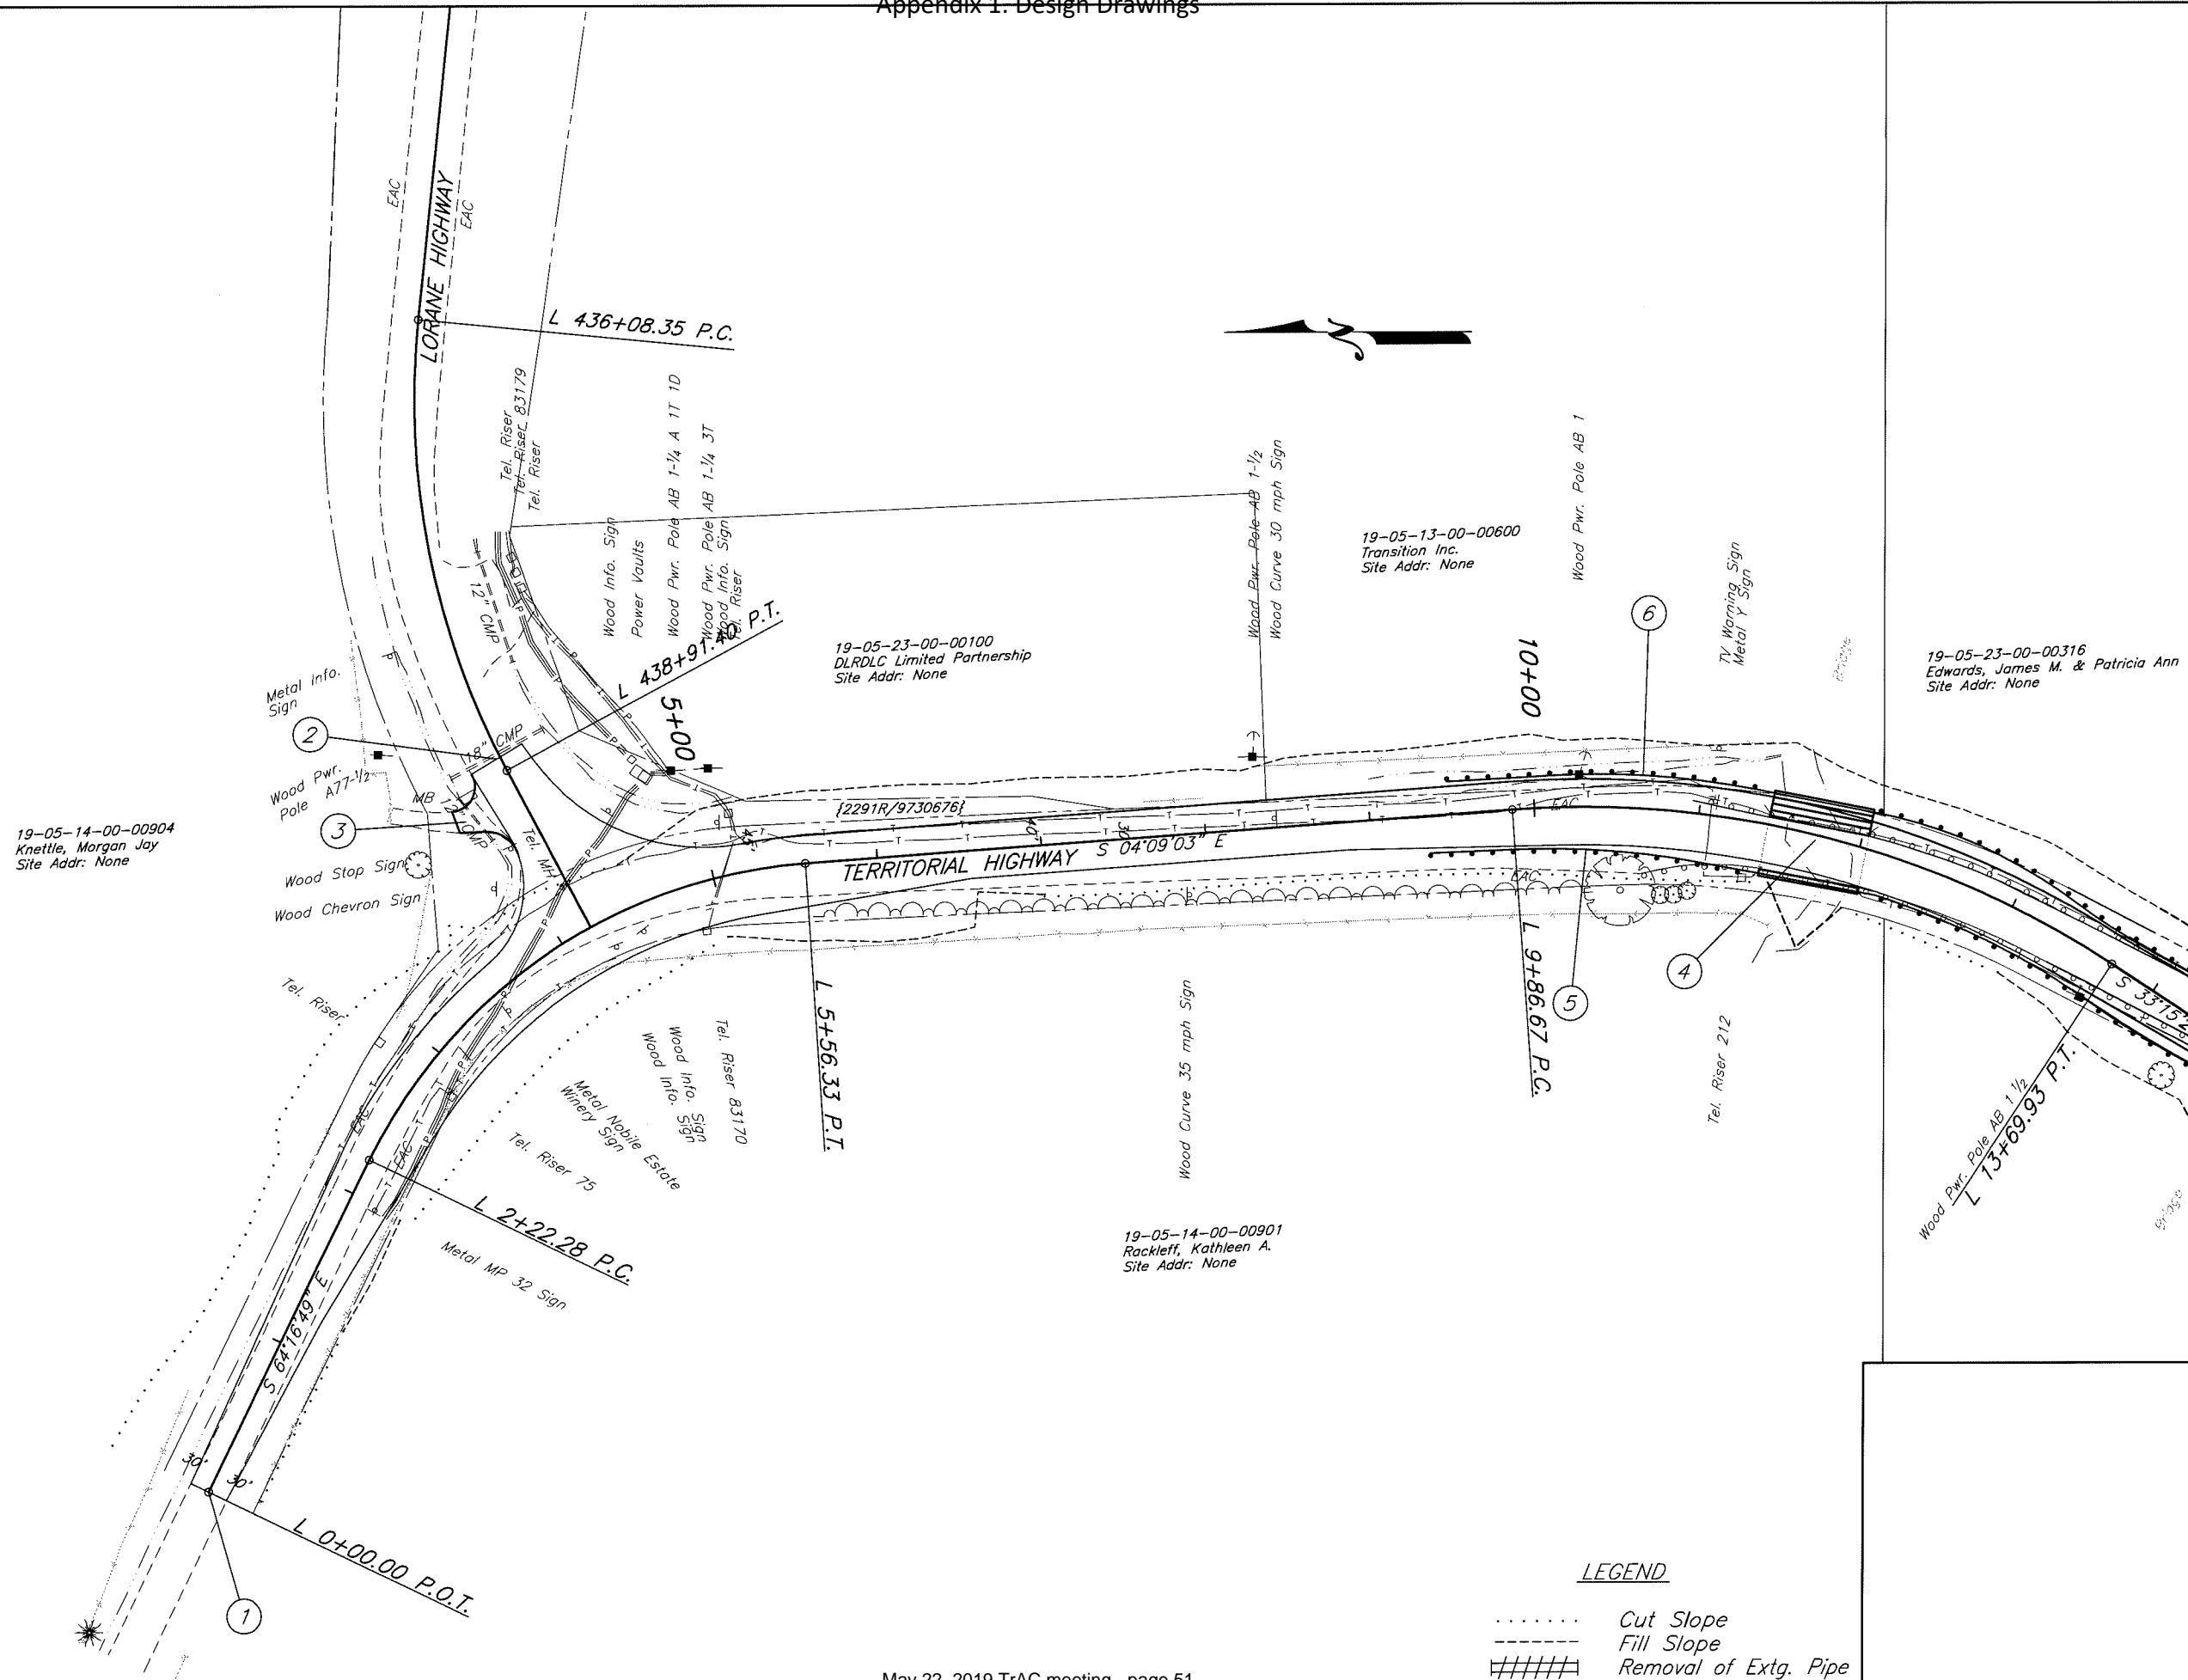 Appendix 1: Design Drawings
EAC
EAC
LORANE HIGHWAY
L 436+08.35 P.C.
Tel. Riser
Tel. Riser 83179
Tel. Riser
12" CMP
Wood Info. Sign
Power Vaults
Wood Pwr. Pole AB 1-1/4 A 1T 1D
Wood Pwr. Pole AB 1-1/4 3T
Wood Info. Sign
Tel. Riser
L 438+91.40 P.T.
5+00
19-05-23-00-00100
DLRDLC Limited Partnership
Site Addr: None
Wood Pwr. Pole AB 1-1/2
Wood Curve 30 mph Sign
19-05-13-00-00600
Transition Inc.
Site Addr: None
Wood Pwr. Pole AB 1
10+00
6
TV Warning Sign
Metal Y Sign
Bridge
19-05-23-00-00316
Edwards, James M. & Patricia Ann
Site Addr: None
Metal Info.
Sign
2
18" CMP
Wood Pwr.
Pole A77-1/2
MB
3
CMP
Tel. MH
19-05-14-00-00904
Knettle, Morgan Jay
Site Addr: None
Wood Stop Sign
Wood Chevron Sign
{2291R/9730676}
45'
40'
30'
TERRITORIAL HIGHWAY S 04°09'03" E
EAC
EAC
Tel. Riser
L 5+56.33 P.T.
Wood Curve 35 mph Sign
L 9+86.67 P.C.
5
4
Tel. Riser 212
S 33°15'2
Wood Pwr. Pole AB 1 1/2
L 13+69.93 P.T.
Bridge
Tel. Riser 83170
Wood Info. Sign
Wood Info. Sign
Metal Nobile Estate
Winery Sign
Tel. Riser 75
EAC
EAC
L 2+22.28 P.C.
Metal MP 32 Sign
19-05-14-00-00901
Rackleff, Kathleen A.
Site Addr: None
S 64°16'49" E
30'
30'
L 0+00.00 P.O.T.
1
LEGEND
Cut Slope
Fill Slope
Removal of Extg. Pipe
May 22, 2019 TrAC meeting - page 51